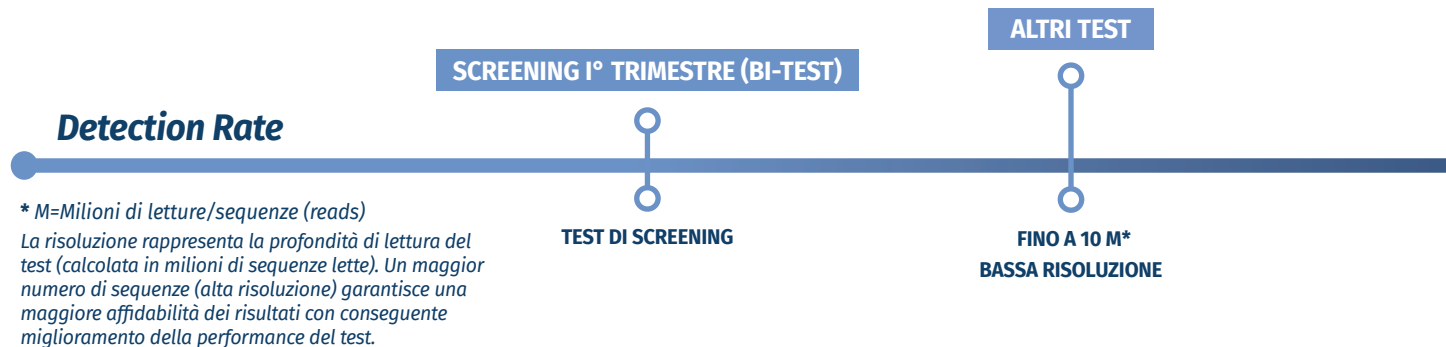 ALTRI TEST
SCREENING I° TRIMESTRE (BI-TEST)
Detection Rate
* M=Milioni di letture/sequenze (reads)
La risoluzione rappresenta la profondità di lettura del
test (calcolata in milioni di sequenze lette). Un maggior
numero di sequenze (alta risoluzione) garantisce una
maggiore affidabilità dei risultati con conseguente
miglioramento della performance del test.
TEST DI SCREENING
FINO A 10 M*
BASSA RISOLUZIONE